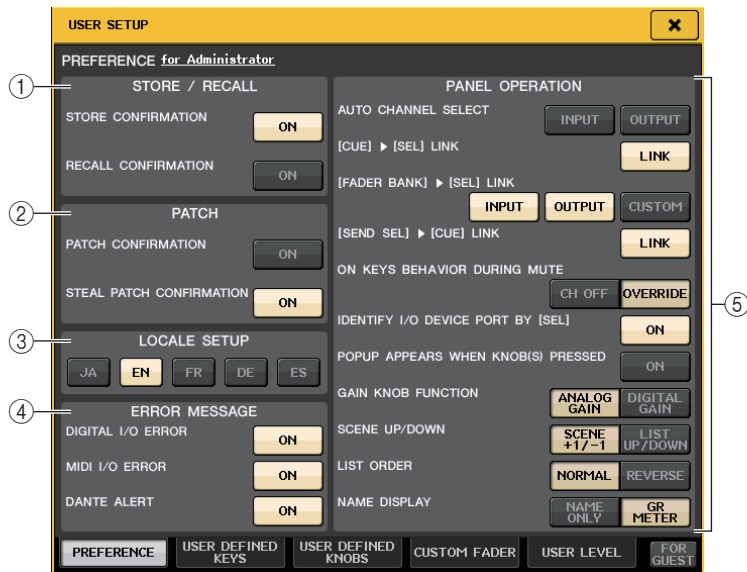 USER SETUP
PREFERENCE for Administrator
① STORE / RECALL
STORE CONFIRMATION ON
RECALL CONFIRMATION ON
② PATCH
PATCH CONFIRMATION ON
STEAL PATCH CONFIRMATION ON
③ LOCALE SETUP
JA EN FR DE ES
④ ERROR MESSAGE
DIGITAL I/O ERROR ON
MIDI I/O ERROR ON
DANTE ALERT ON
PANEL OPERATION
AUTO CHANNEL SELECT INPUT OUTPUT
[CUE] ▶ [SEL] LINK
LINK
[FADER BANK] ▶ [SEL] LINK
INPUT OUTPUT CUSTOM
[SEND SEL] ▶ [CUE] LINK
LINK
ON KEYS BEHAVIOR DURING MUTE
CH OFF OVERRIDE
⑤
IDENTIFY I/O DEVICE PORT BY [SEL]
ON
POPUP APPEARS WHEN KNOB(S) PRESSED ON
GAIN KNOB FUNCTION ANALOG GAIN DIGITAL GAIN
SCENE UP/DOWN SCENE +1/-1 LIST UP/DOWN
LIST ORDER NORMAL REVERSE
NAME DISPLAY NAME ONLY GR METER
PREFERENCE USER DEFINED KEYS USER DEFINED KNOBS CUSTOM FADER USER LEVEL FOR GUEST